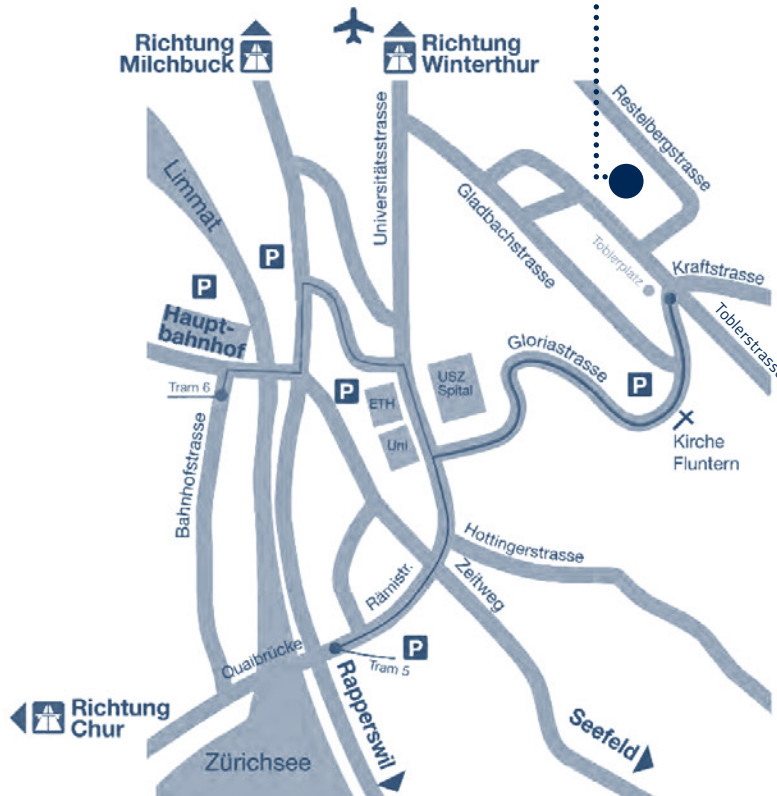 Richtung
Milchbuck
Richtung
Winterthur
Restelbergstrasse
Universitätsstrasse
Limmat
Gladbachstrasse
P
Toblerplatz
Kraftstrasse
P
Haupt-
bahnhof
Toblerstrasse
Gloriastrasse
Tram 6
P
ETH
USZ
Spital
P
Uni
Kirche
Fluntern
Bahnhofstrasse
Hottingerstrasse
Zeltweg
Rämistr.
Quaibrücke
Tram 5
P
Rapperswil
Richtung
Chur
Seefeld
Zürichsee